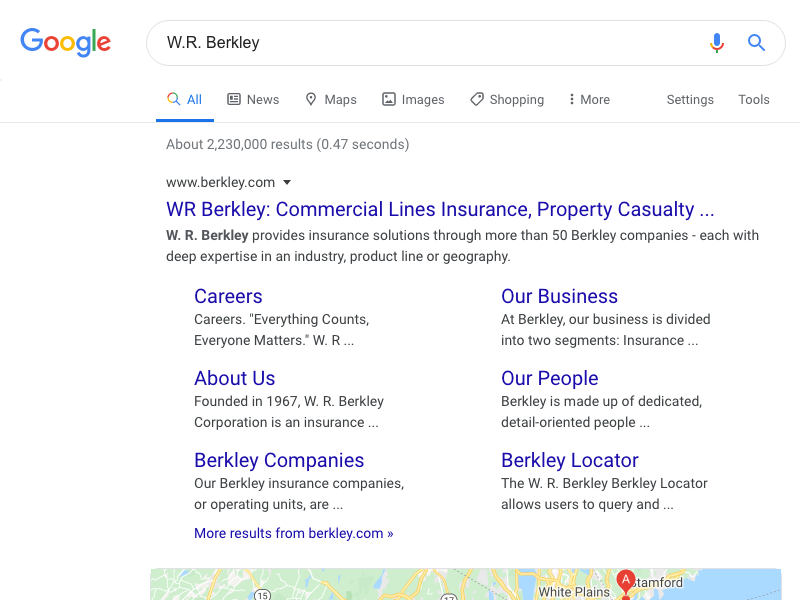 Google
W.R. Berkley
All
News
Maps
Images
Shopping
More
Settings
Tools
About 2,230,000 results (0.47 seconds)
www.berkley.com
WR Berkley: Commercial Lines Insurance, Property Casualty ...
W. R. Berkley provides insurance solutions through more than 50 Berkley companies - each with
deep expertise in an industry, product line or geography.
Careers
Careers. "Everything Counts,
Everyone Matters." W. R ...
Our Business
At Berkley, our business is divided
into two segments: Insurance ...
About Us
Founded in 1967, W. R. Berkley
Corporation is an insurance ...
Our People
Berkley is made up of dedicated,
detail-oriented people ...
Berkley Companies
Our Berkley insurance companies,
or operating units, are ...
Berkley Locator
The W. R. Berkley Berkley Locator
allows users to query and ...
More results from berkley.com »
A
Stamford
White Plains
15
17